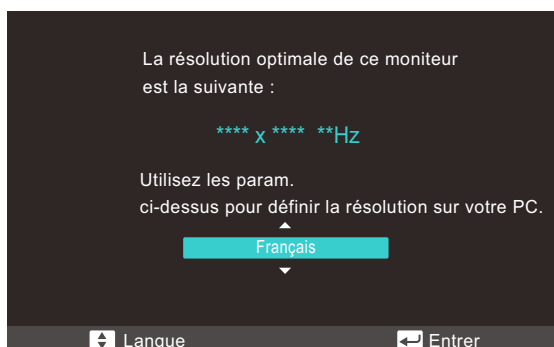 La résolution optimale de ce moniteur
est la suivante :
**** x **** **Hz
Utilisez les param.
ci-dessus pour définir la résolution sur votre PC.
Français
Langue
Entrer